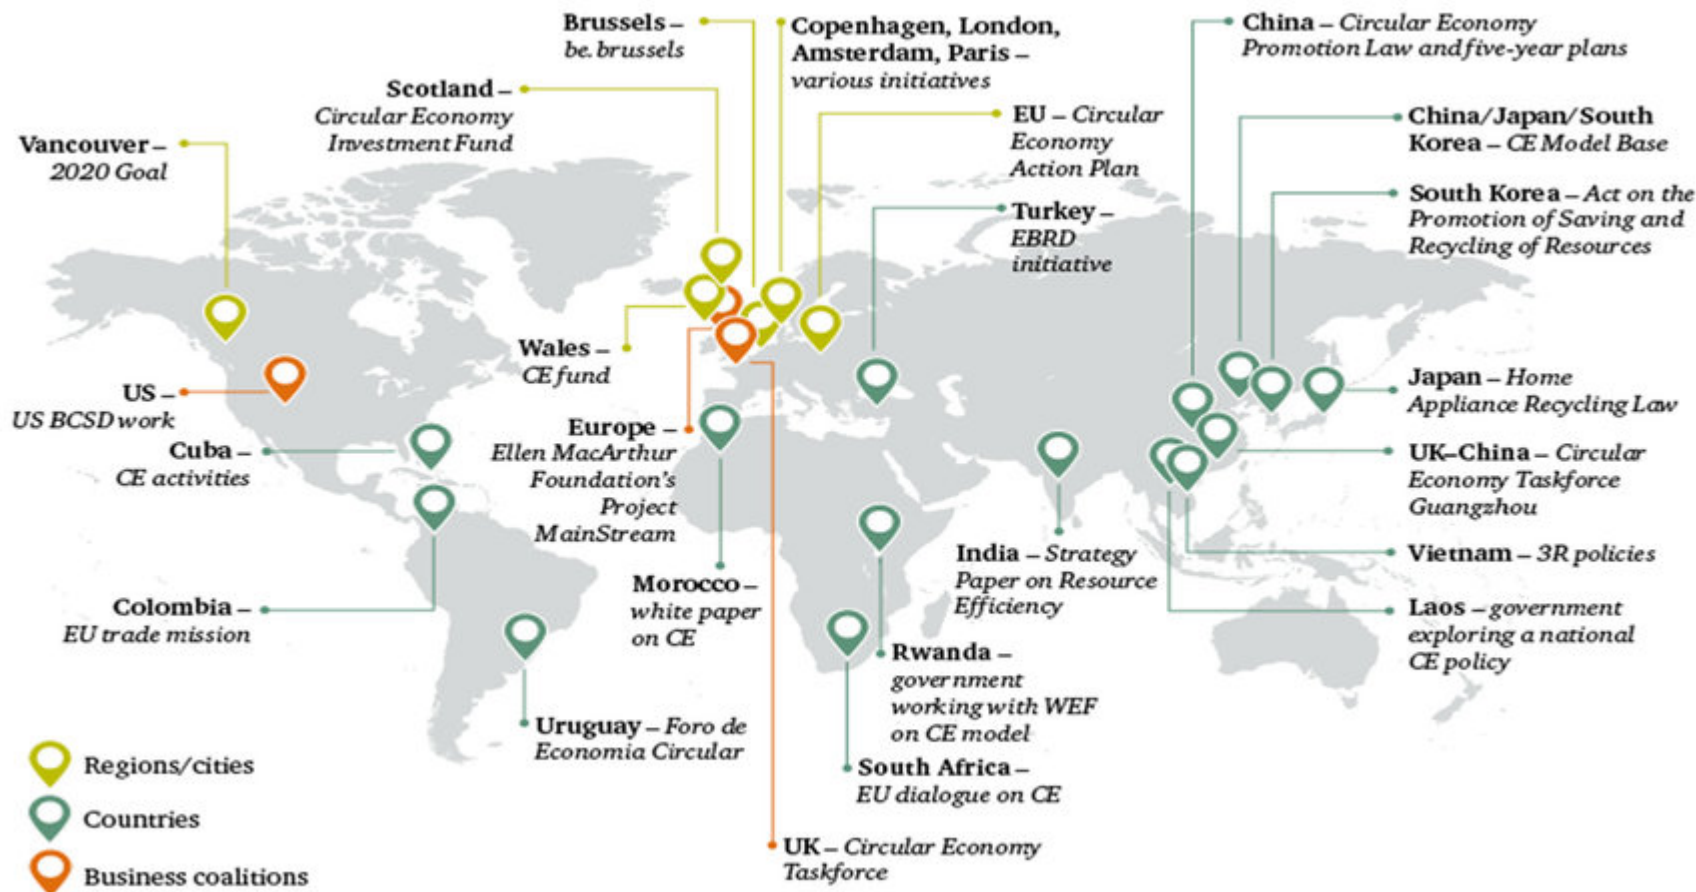 Brussels –
be.brussels
Copenhagen, London,
Amsterdam, Paris –
various initiatives
China – Circular Economy
Promotion Law and five-year plans
Scotland –
Circular Economy
Investment Fund
EU – Circular
Economy
Action Plan
China/Japan/South
Korea – CE Model Base
Vancouver –
2020 Goal
Turkey –
EBRD
initiative
South Korea – Act on the
Promotion of Saving and
Recycling of Resources
Wales –
CE fund
US –
US BCSD work
Japan – Home
Appliance Recycling Law
Cuba –
CE activities
Europe –
Ellen MacArthur
Foundation's
Project
MainStream
UK–China – Circular
Economy Taskforce
Guangzhou
India – Strategy
Paper on Resource
Efficiency
Vietnam – 3R policies
Morocco –
white paper
on CE
Colombia –
EU trade mission
Laos – government
exploring a national
CE policy
Rwanda –
government
working with WEF
on CE model
Uruguay – Foro de
Economia Circular
South Africa –
EU dialogue on CE
UK – Circular Economy
Taskforce
Regions/cities
Countries
Business coalitions